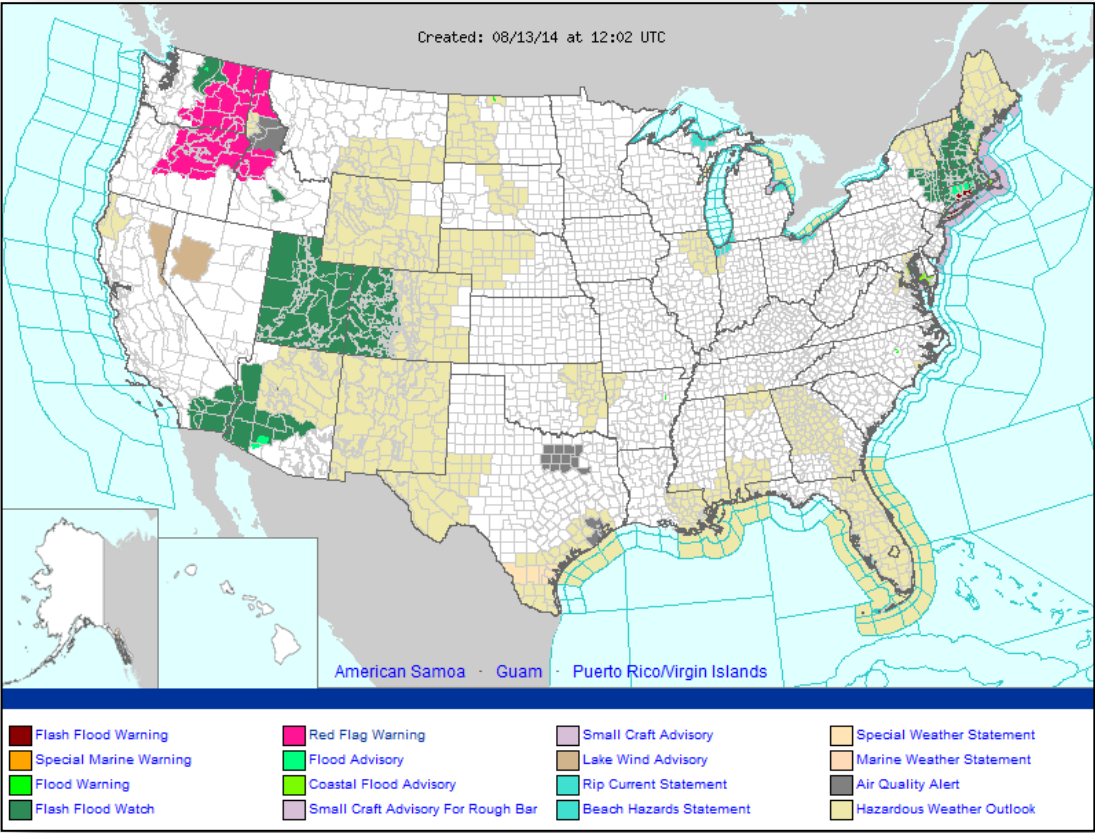 Created: 08/13/14 at 12:02 UTC
American Samoa - Guam - Puerto Rico/Virgin Islands
Flash Flood Warning
Red Flag Warning
Small Craft Advisory
Special Weather Statement
Special Marine Warning
Flood Advisory
Lake Wind Advisory
Marine Weather Statement
Flood Warning
Coastal Flood Advisory
Rip Current Statement
Air Quality Alert
Flash Flood Watch
Small Craft Advisory For Rough Bar
Beach Hazards Statement
Hazardous Weather Outlook